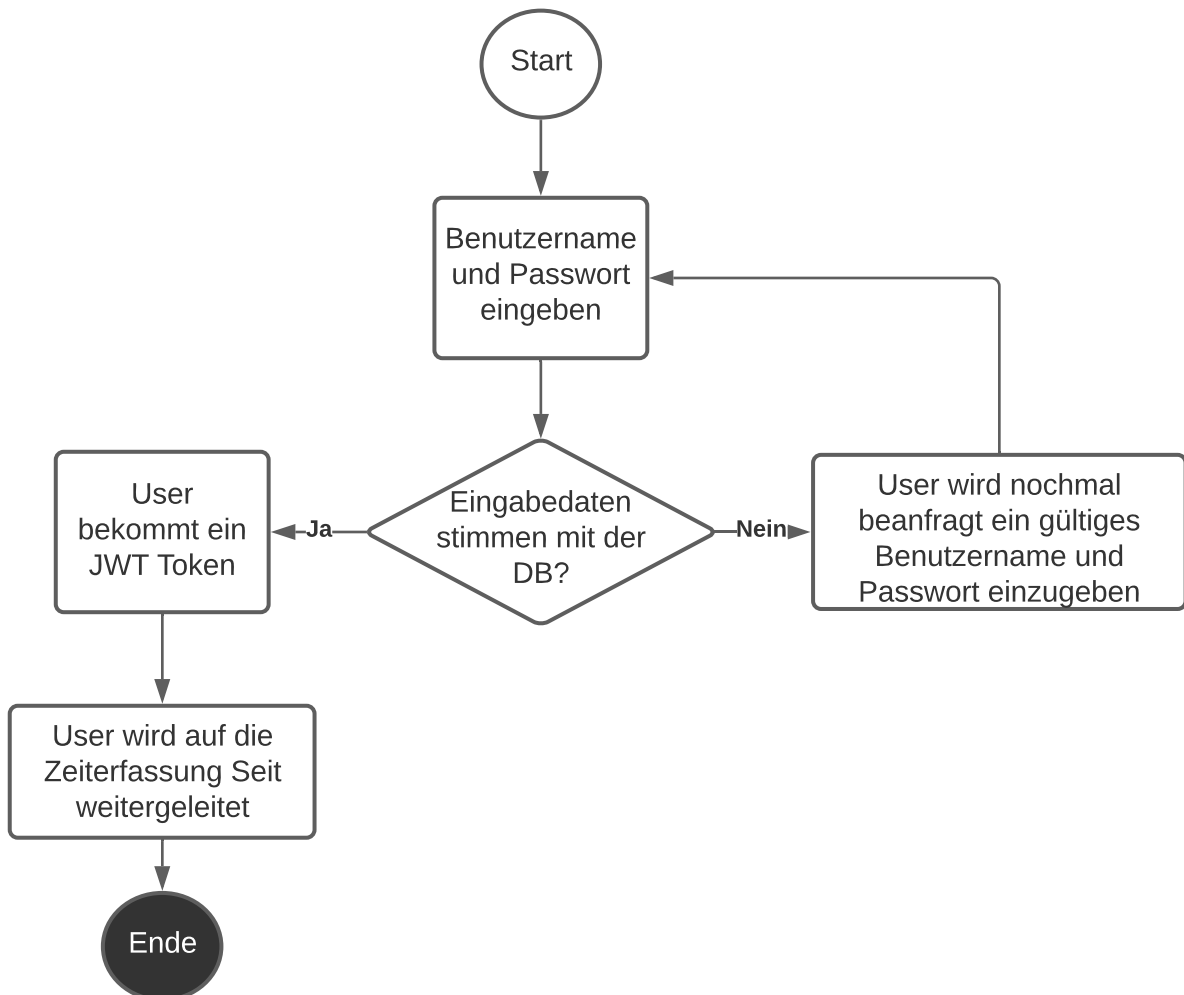 Start
Benutzername
und Passwort
eingeben
Eingabedaten
stimmen mit der
DB?
Ja
Nein
User
bekommt ein
JWT Token
User wird nochmal
beanfragt ein gültiges
Benutzername und
Passwort einzugeben
User wird auf die
Zeiterfassung Seit
weitergeleitet
Ende